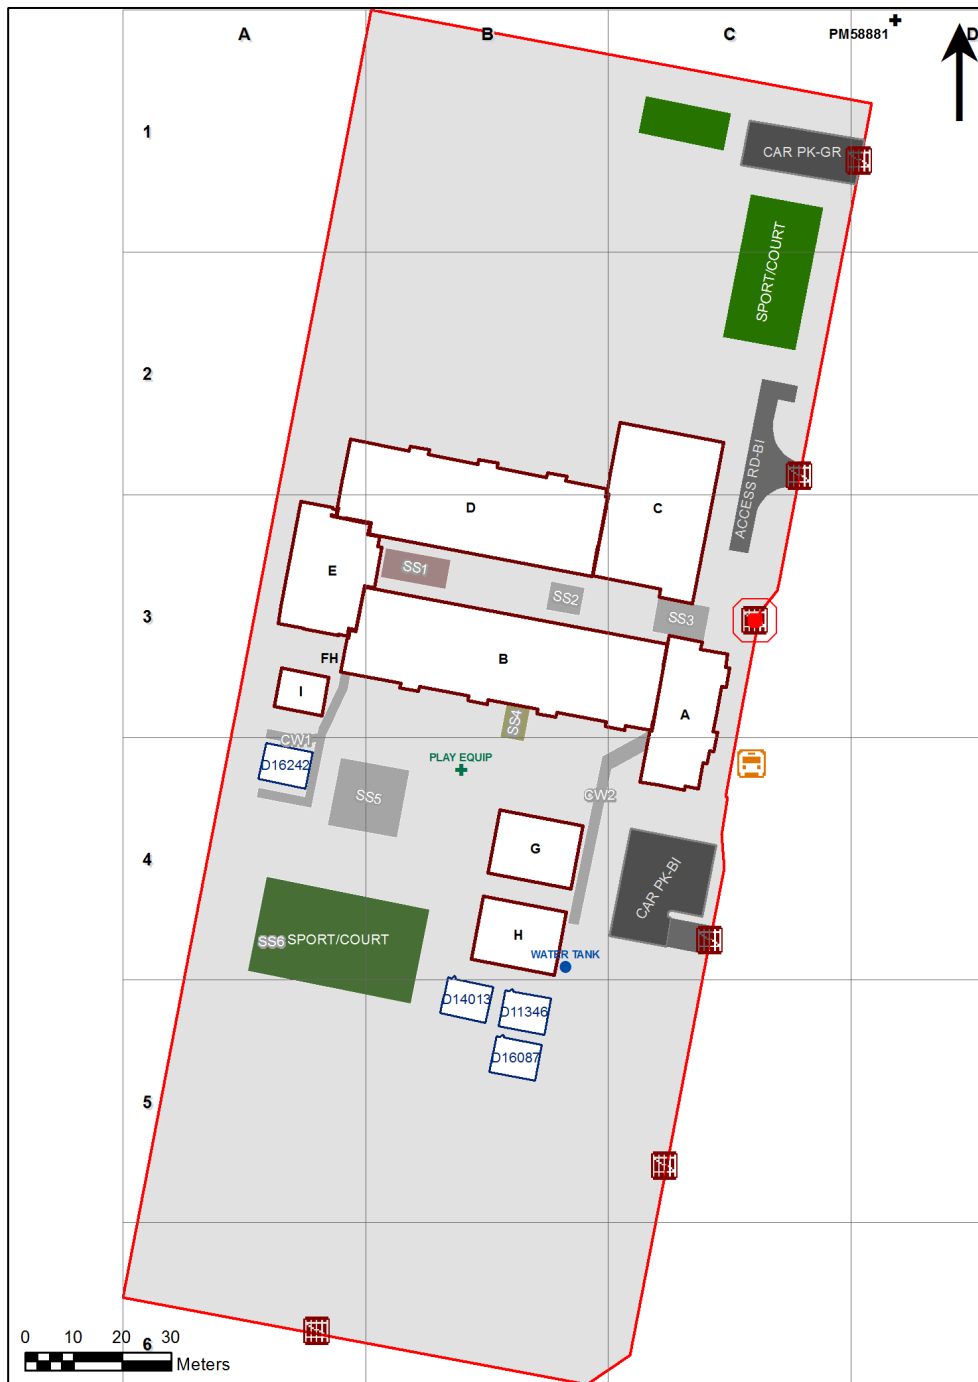 A B C D
PM58881
1
CAR PK-GR
SPORT/COURT
2
ACCESS RD-BI
D
C
E
SS1
SS2
SS3
3
FH
B
I
A
SS4
CW1
D16242
PLAY EQUIP
SS5
CW2
G
4
CAR PK-BI
H
SS6 SPORT/COURT
WATER TANK
D14013
D11346
D16087
5
6
0 10 20 30
Meters